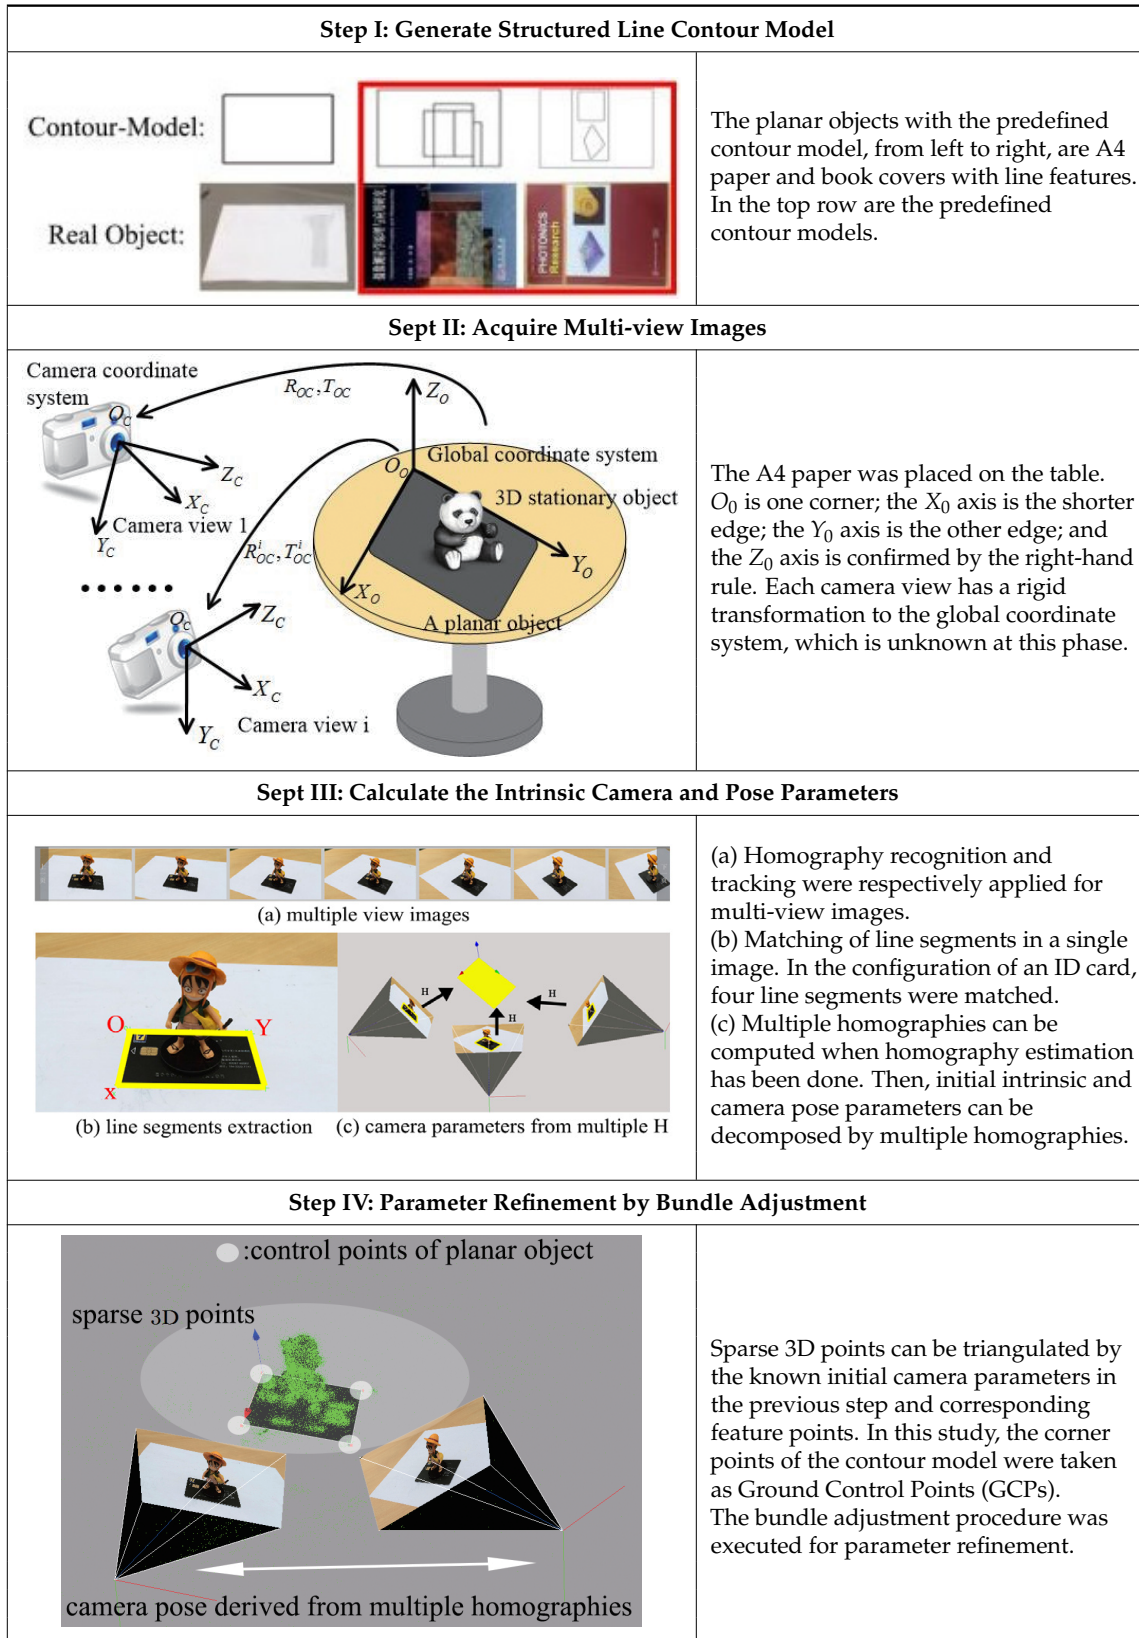 Step I: Generate Structured Line Contour Model
Contour-Model:
Real Object:
PHOTONICS
Research
The planar objects with the predefined
contour model, from left to right, are A4
paper and book covers with line features.
In the top row are the predefined
contour models.
Sept II: Acquire Multi-view Images
Camera coordinate
system
O_C
Z_C
X_C
Y_C
Camera view 1
R_OC, T_OC
Z_O
O_O
Global coordinate system
3D stationary object
Y_O
X_O
A planar object
R^i_OC, T^i_OC
......
O_C
Z_C
X_C
Y_C
Camera view i
The A4 paper was placed on the table.
O_0 is one corner; the X_0 axis is the shorter
edge; the Y_0 axis is the other edge; and
the Z_0 axis is confirmed by the right-hand
rule. Each camera view has a rigid
transformation to the global coordinate
system, which is unknown at this phase.
Sept III: Calculate the Intrinsic Camera and Pose Parameters
(a) multiple view images
O
Y
x
H
H
H
(b) line segments extraction
(c) camera parameters from multiple H
(a) Homography recognition and
tracking were respectively applied for
multi-view images.
(b) Matching of line segments in a single
image. In the configuration of an ID card,
four line segments were matched.
(c) Multiple homographies can be
computed when homography estimation
has been done. Then, initial intrinsic and
camera pose parameters can be
decomposed by multiple homographies.
Step IV: Parameter Refinement by Bundle Adjustment
:control points of planar object
sparse 3D points
camera pose derived from multiple homographies
Sparse 3D points can be triangulated by
the known initial camera parameters in
the previous step and corresponding
feature points. In this study, the corner
points of the contour model were taken
as Ground Control Points (GCPs).
The bundle adjustment procedure was
executed for parameter refinement.